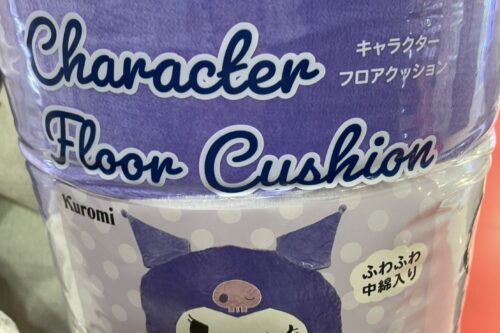 Character
キャラクター
フロアクッション
Floor Cushion
Kuromi
ふわふわ
中綿入り